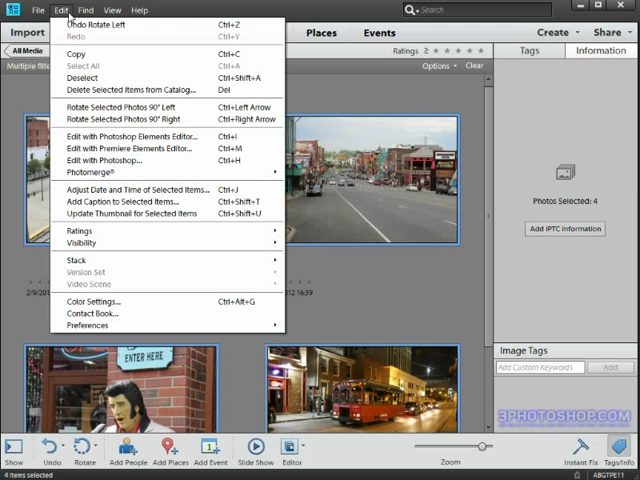 File Edit Find View Help
Search
Import
Places
Events
Create
Share
All Media
Ratings ≥
Tags
Information
Options
Clear
Undo Rotate Left Ctrl+Z
Redo Ctrl+Y
Copy Ctrl+C
Select All Ctrl+A
Deselect Ctrl+Shift+A
Delete Selected Items from Catalog... Del
Rotate Selected Photos 90° Left Ctrl+Left Arrow
Rotate Selected Photos 90° Right Ctrl+Right Arrow
Edit with Photoshop Elements Editor... Ctrl+I
Edit with Premiere Elements Editor... Ctrl+M
Edit with Photoshop... Ctrl+H
Photomerge®
Adjust Date and Time of Selected Items... Ctrl+J
Add Caption to Selected Items... Ctrl+Shift+T
Update Thumbnail for Selected Items Ctrl+Shift+U
Ratings
Visibility
Stack
Version Set
Video Scene
Color Settings... Ctrl+Alt+G
Contact Book...
Preferences
Photos Selected: 4
Add IPTC Information
16:39
ENTER HERE
Image Tags
Add Custom Keywords
Add
3PHOTOSHOP.COM
Show
Undo
Rotate
Add People
Add Places
Add Event
Slide Show
Editor
Zoom
Instant Fix
Tags/Info
4 Items selected
ABGTPE11